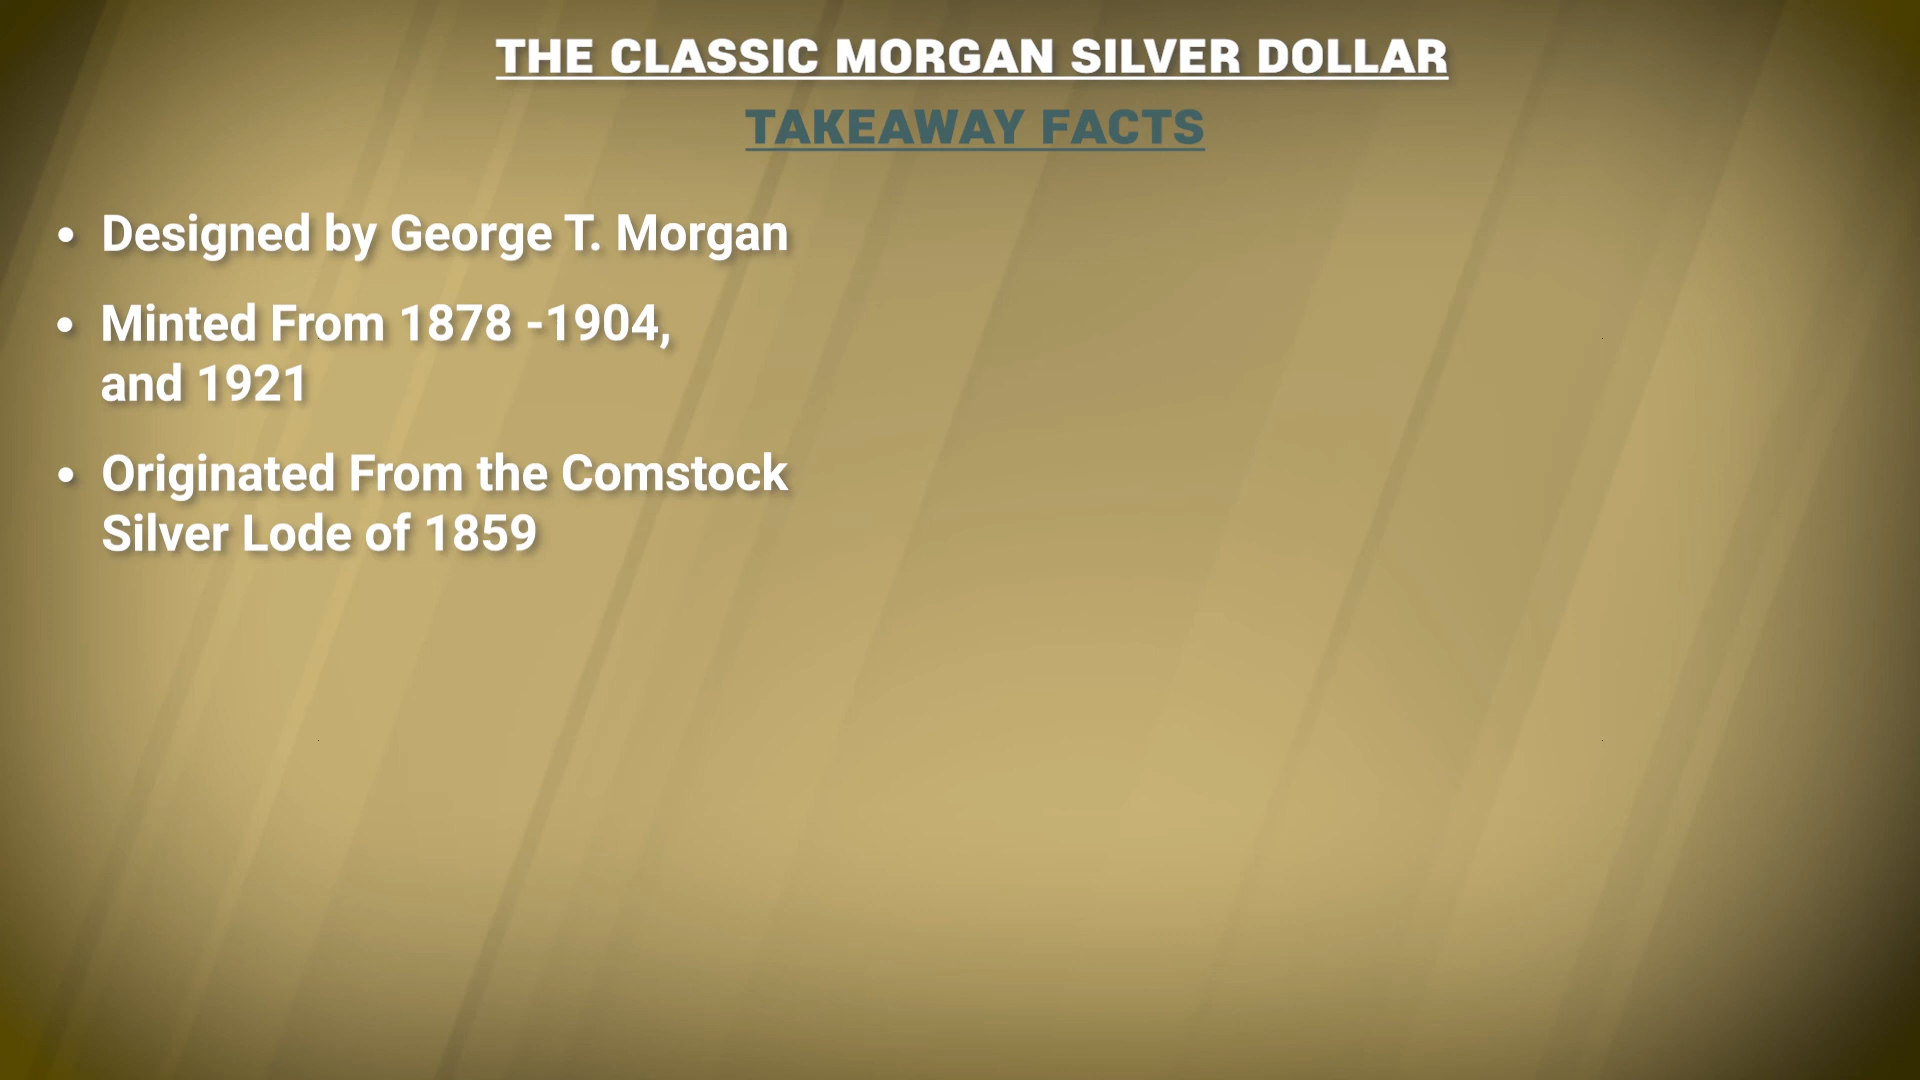 THE CLASSIC MORGAN SILVER DOLLAR
TAKEAWAY FACTS
• Designed by George T. Morgan
• Minted From 1878 -1904,
and 1921
• Originated From the Comstock
Silver Lode of 1859